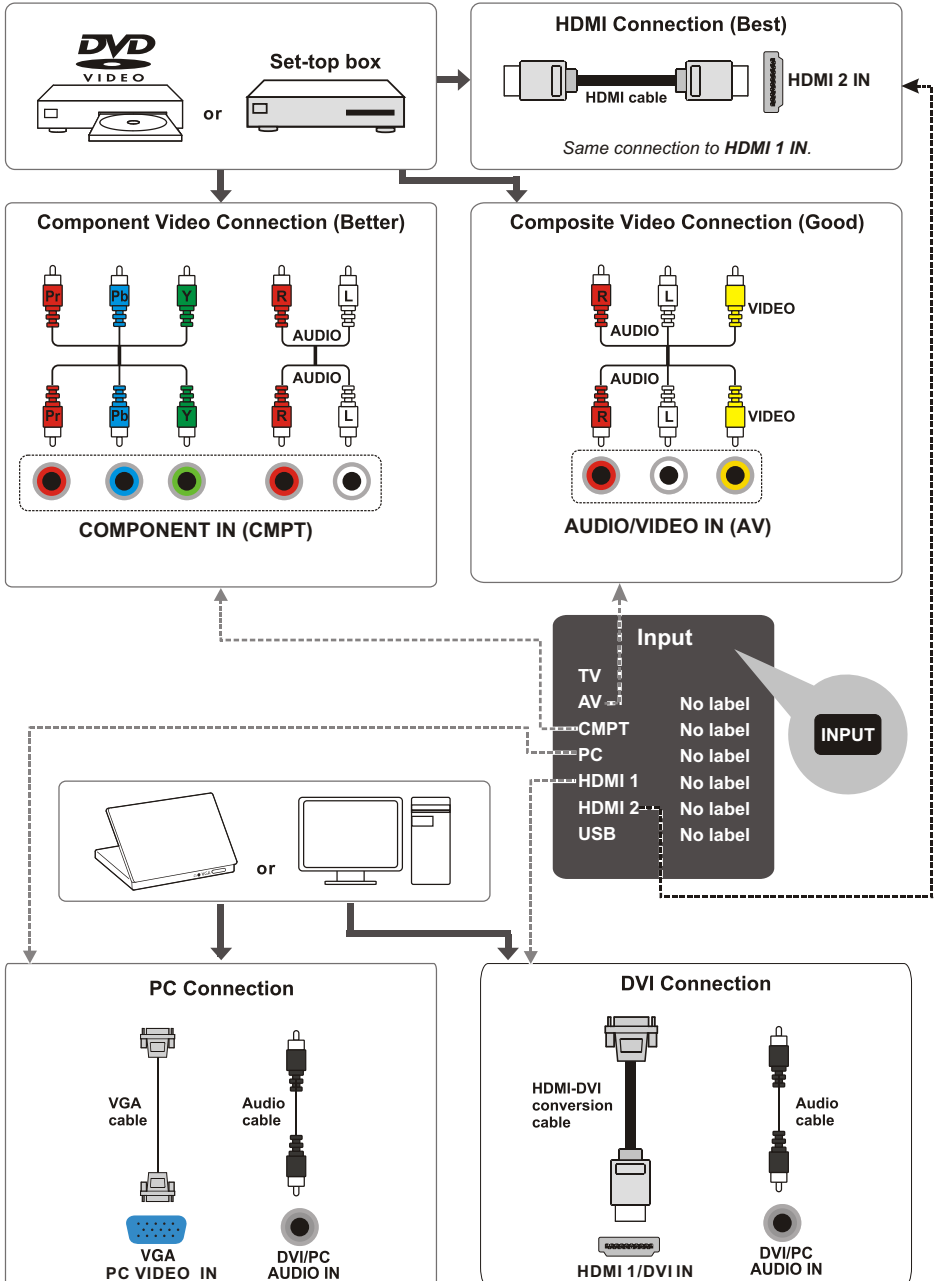 DVD
VIDEO
or
Set-top box
HDMI Connection (Best)
HDMI cable
HDMI 2 IN
Same connection to HDMI 1 IN.
Component Video Connection (Better)
Pr Pb Y R L
AUDIO
AUDIO
Pr Pb Y R L
COMPONENT IN (CMPT)
Composite Video Connection (Good)
R L VIDEO
AUDIO
AUDIO
R L VIDEO
AUDIO/VIDEO IN (AV)
Input
TV
AV No label
CMPT No label
PC No label
HDMI 1 No label
HDMI 2 No label
USB No label
INPUT
or
PC Connection
VGA
cable
Audio
cable
VGA
PC VIDEO IN
DVI/PC
AUDIO IN
DVI Connection
HDMI-DVI
conversion
cable
Audio
cable
HDMI 1/DVI IN
DVI/PC
AUDIO IN